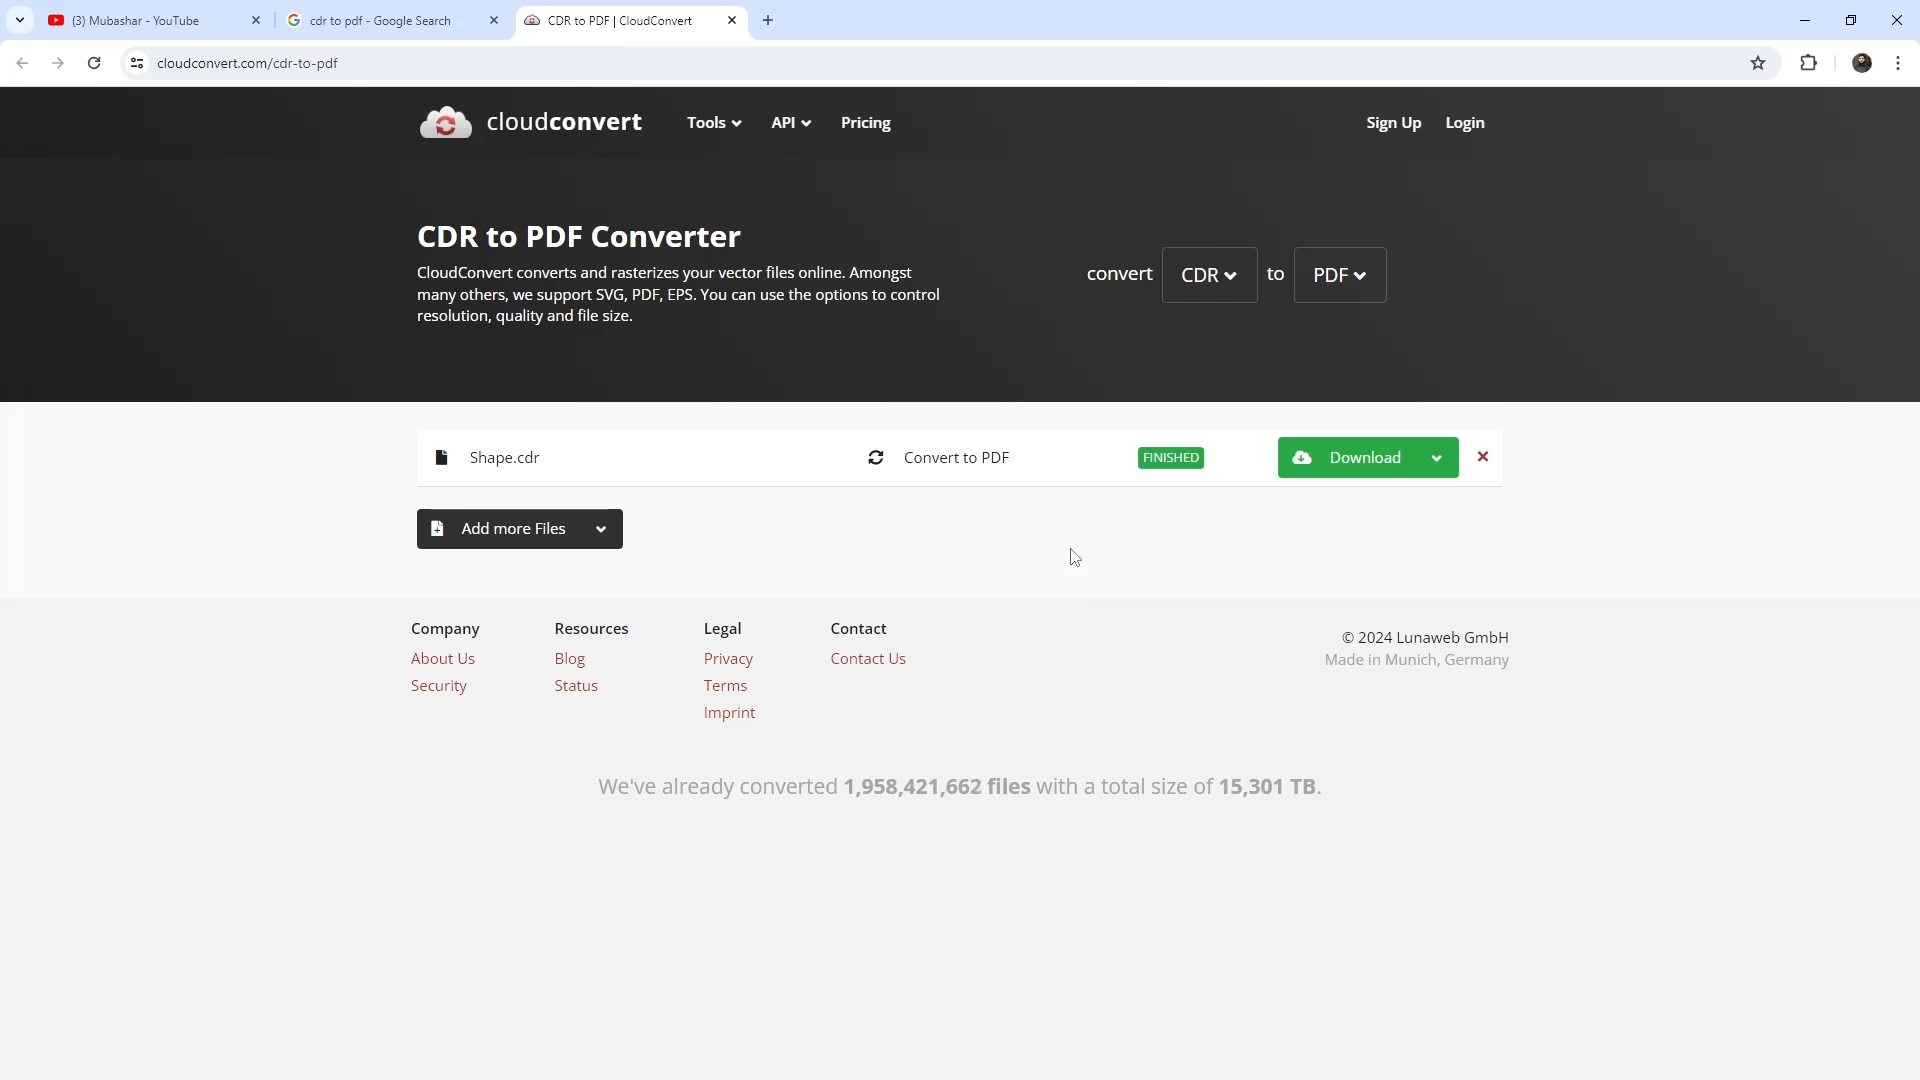 (3) Mubashar - YouTube
cdr to pdf - Google Search
CDR to PDF | CloudConvert
cloudconvert.com/cdr-to-pdf
cloudconvert
Tools
API
Pricing
Sign Up
Login
CDR to PDF Converter
CloudConvert converts and rasterizes your vector files online. Amongst
many others, we support SVG, PDF, EPS. You can use the options to control
resolution, quality and file size.
convert CDR to PDF
Shape.cdr
Convert to PDF
FINISHED
Download
Add more Files
Company
About Us
Security
Resources
Blog
Status
Legal
Privacy
Terms
Imprint
Contact
Contact Us
© 2024 Lunaweb GmbH
Made in Munich, Germany
We've already converted 1,958,421,662 files with a total size of 15,301 TB.